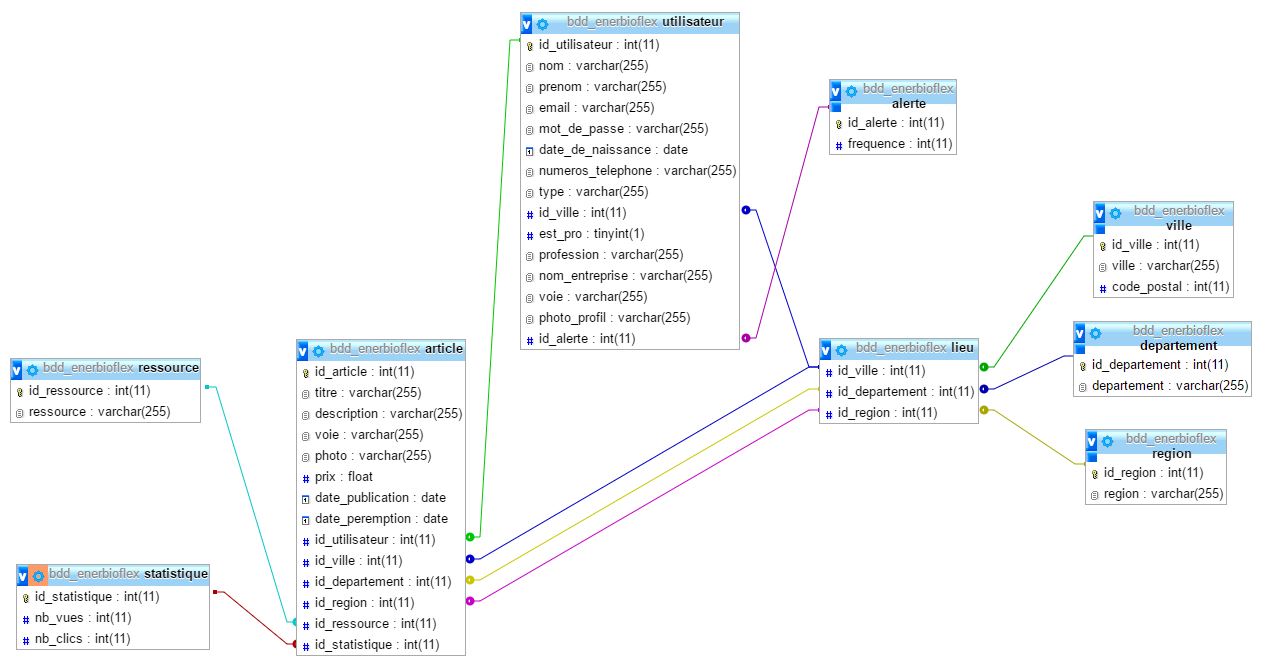 bdd_enerbioflex utilisateur
id_utilisateur : int(11)
nom : varchar(255)
prenom : varchar(255)
email : varchar(255)
mot_de_passe : varchar(255)
date_de_naissance : date
numeros_telephone : varchar(255)
type : varchar(255)
id_ville : int(11)
est_pro : tinyint(1)
profession : varchar(255)
nom_entreprise : varchar(255)
voie : varchar(255)
photo_profil : varchar(255)
id_alerte : int(11)
bdd_enerbioflex
alerte
id_alerte : int(11)
frequence : int(11)
bdd_enerbioflex
ville
id_ville : int(11)
ville : varchar(255)
code_postal : int(11)
bdd_enerbioflex
departement
id_departement : int(11)
departement : varchar(255)
bdd_enerbioflex
region
id_region : int(11)
region : varchar(255)
bdd_enerbioflex lieu
id_ville : int(11)
id_departement : int(11)
id_region : int(11)
bdd_enerbioflex article
id_article : int(11)
titre : varchar(255)
description : varchar(255)
voie : varchar(255)
photo : varchar(255)
prix : float
date_publication : date
date_peremption : date
id_utilisateur : int(11)
id_ville : int(11)
id_departement : int(11)
id_region : int(11)
id_ressource : int(11)
id_statistique : int(11)
bdd_enerbioflex ressource
id_ressource : int(11)
ressource : varchar(255)
bdd_enerbioflex statistique
id_statistique : int(11)
nb_vues : int(11)
nb_clics : int(11)